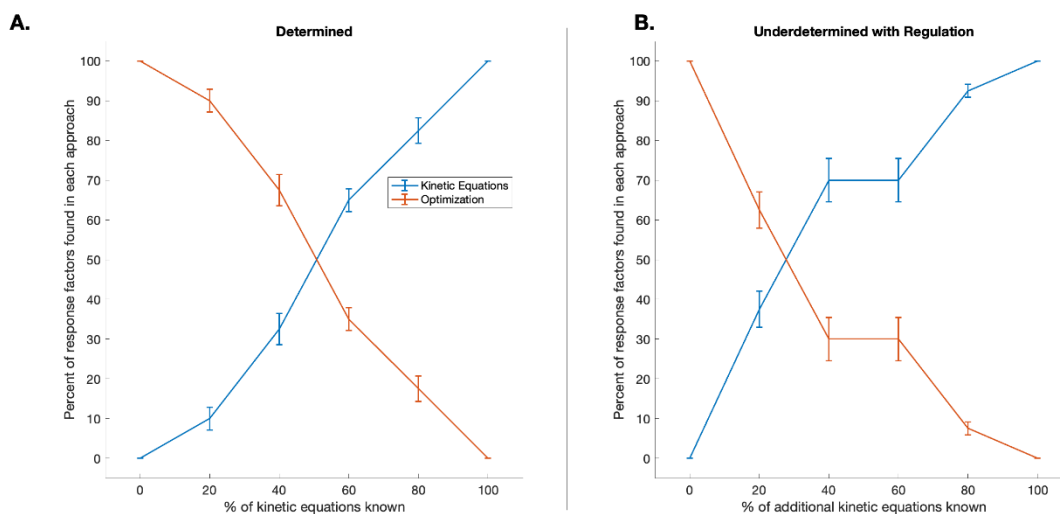 A.
Determined
Percent of response factors found in each approach
100
90
80
70
60
50
40
30
20
10
0
Kinetic Equations
Optimization
0 20 40 60 80 100
% of kinetic equations known
B.
Underdetermined with Regulation
Percent of response factors found in each approach
100
90
80
70
60
50
40
30
20
10
0
0 20 40 60 80 100
% of additional kinetic equations known